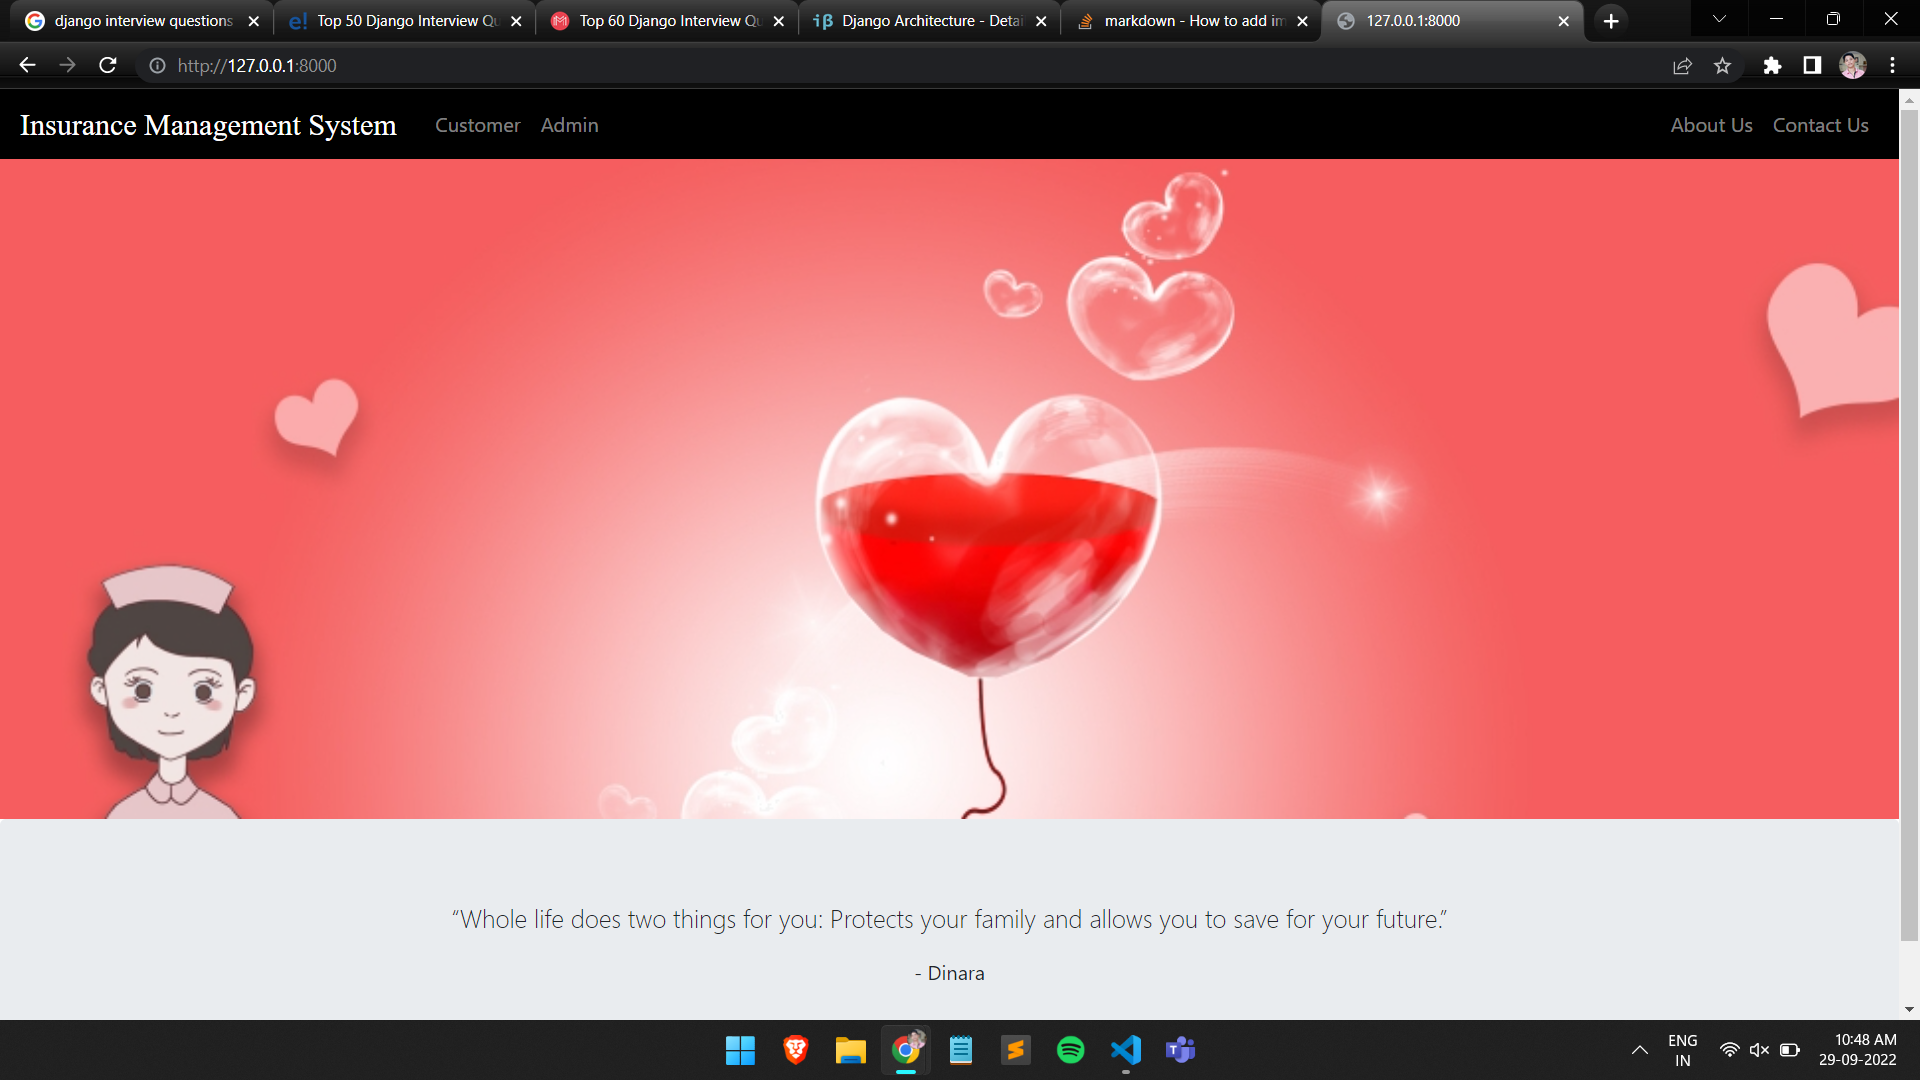 django interview questions
Top 50 Django Interview Qu
Top 60 Django Interview Qu
Django Architecture - Detai
markdown - How to add im
127.0.0.1:8000
http://127.0.0.1:8000
Insurance Management System
Customer
Admin
About Us
Contact Us
“Whole life does two things for you: Protects your family and allows you to save for your future.”
- Dinara
ENG
IN
10:48 AM
29-09-2022